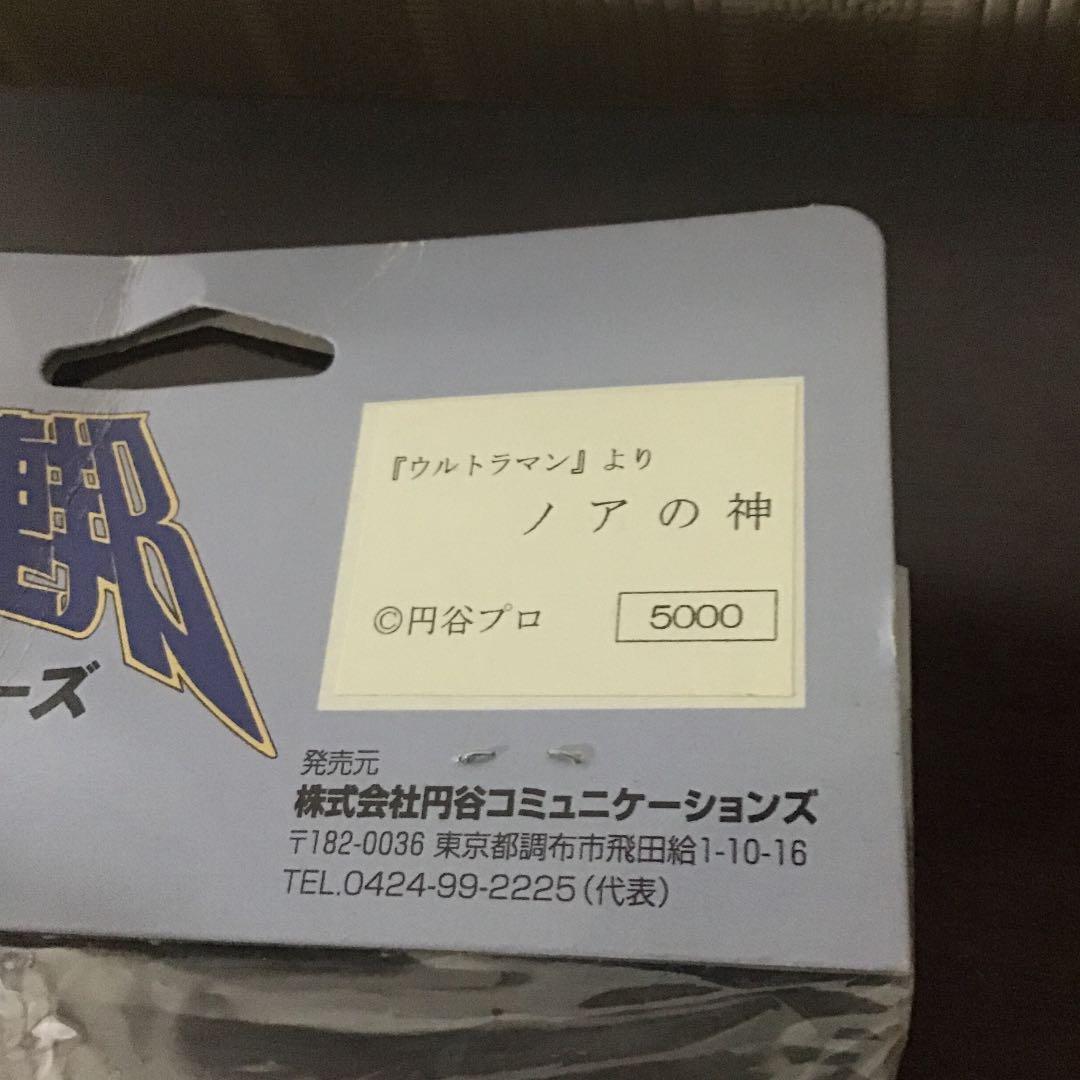 『ウルトラマン』より
ノアの神
©円谷プロ
5000
ーズ
発売元
株式会社円谷コミュニケーションズ
〒182-0036 東京都調布市飛田給1-10-16
TEL.0424-99-2225(代表)